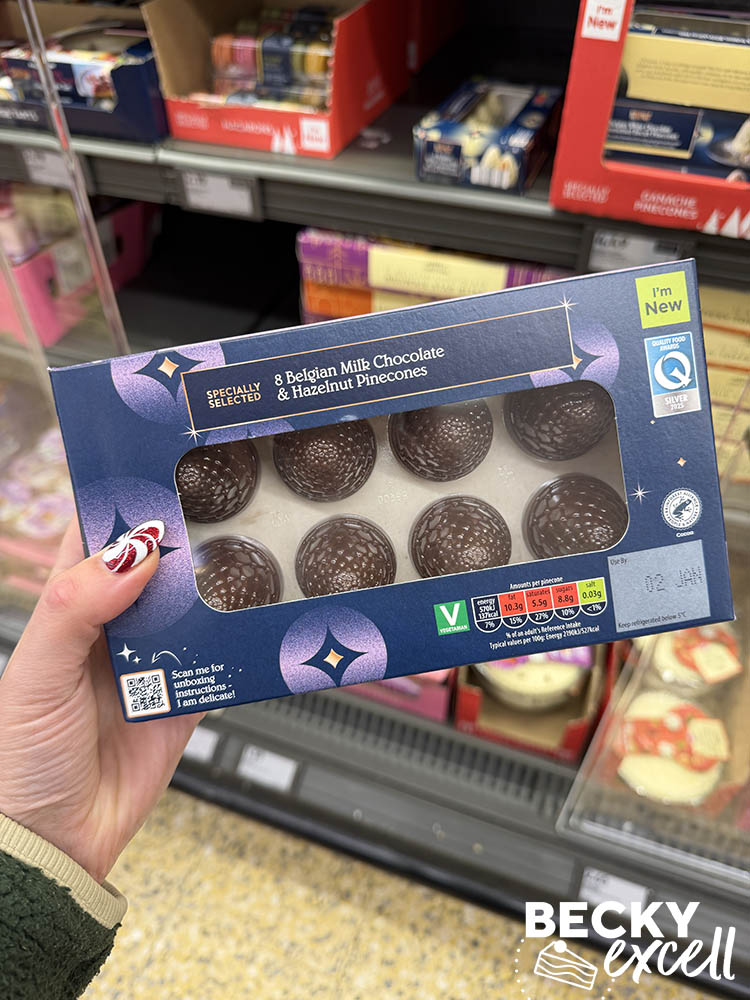 I'm
New
I'm
New
SPECIALLY
SELECTED
GANACHE
PINECONES
SPECIALLY
SELECTED
8 Belgian Milk Chocolate
& Hazelnut Pinecones
I'm
New
QUALITY FOOD
AWARDS
Q
SILVER
2025
COCOA
Use By
02 JAN
Keep refrigerated below 5°C
V
VEGETARIAN
Amounts per pinecone
energy
570kJ
137kcal
7%
fat
10.3g
15%
saturates
5.5g
27%
sugars
8.8g
10%
salt
0.03g
<1%
% of an adult's Reference Intake
Typical values per 100g: Energy 2190kJ/527kcal
Scan me for
unboxing
instructions -
I am delicate!
BECKY
excell